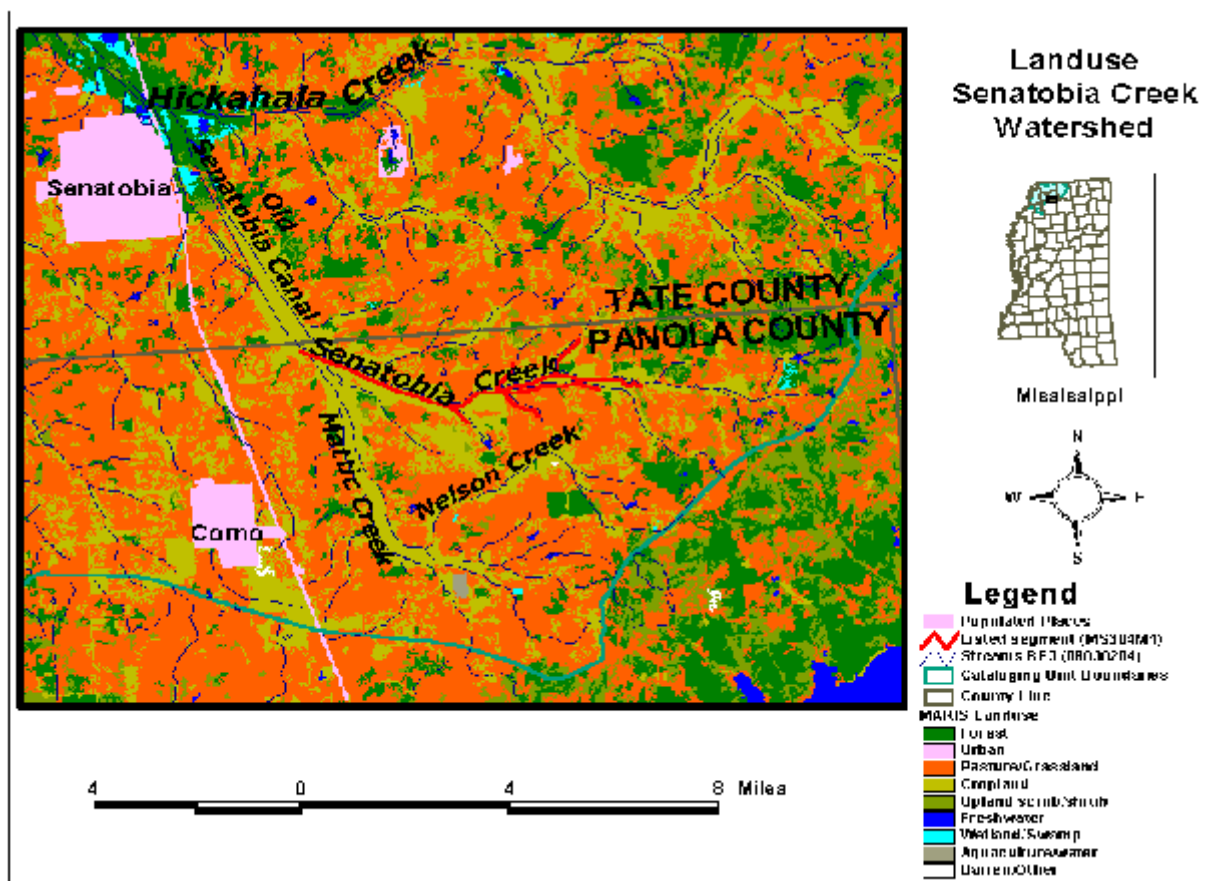 Landuse
Senatobia Creek
Watershed
Hickahala Creek
Senatobia
Old
Senatobia Canal
TATE COUNTY
PANOLA COUNTY
Senatobia Creek
Martic Creek
Nelson Creek
Como
Mississippi
N
W E
S
Legend
Populated Places
Listed segment (MS304M1)
Streams RF3 (08030204)
Cataloging Unit Boundaries
County Line
MARIS Landuse
Forest
Urban
Pasture/Grassland
Cropland
Upland scrub/shrub
Freshwater
Wetland/Swamp
Aquaculture/water
Barren/Other
4 0 4 8 Miles